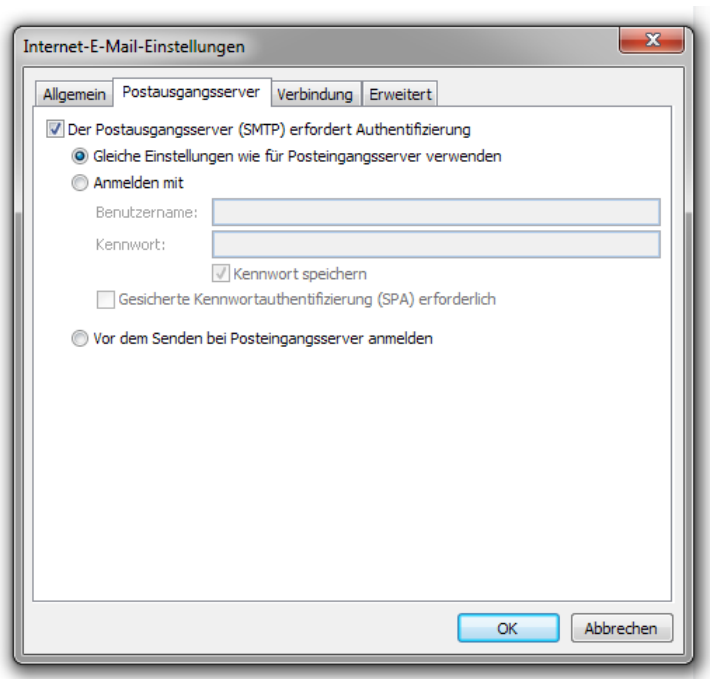 Internet-E-Mail-Einstellungen
Allgemein Postausgangsserver Verbindung Erweitert
Der Postausgangsserver (SMTP) erfordert Authentifizierung
Gleiche Einstellungen wie für Posteingangsserver verwenden
Anmelden mit
Benutzername:
Kennwort:
Kennwort speichern
Gesicherte Kennwortauthentifizierung (SPA) erforderlich
Vor dem Senden bei Posteingangsserver anmelden
OK Abbrechen